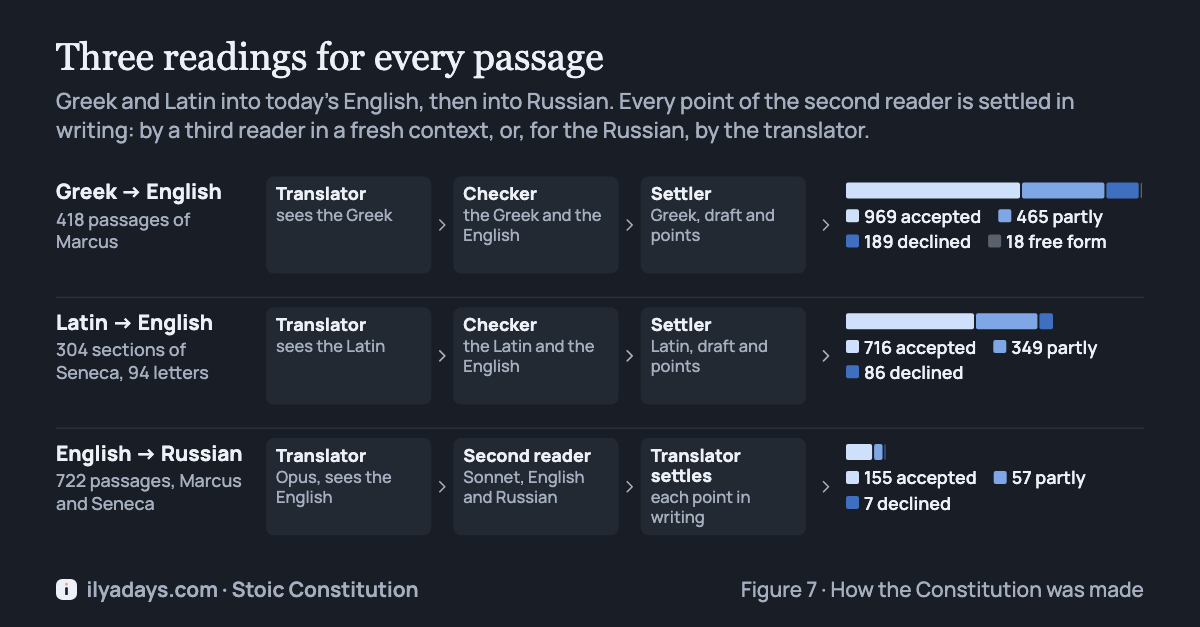 Three readings for every passage
Greek and Latin into today's English, then into Russian. Every point of the second reader is settled in
writing: by a third reader in a fresh context, or, for the Russian, by the translator.
Greek → English
418 passages of
Marcus
Translator
sees the Greek
›
Checker
the Greek and the
English
›
Settler
Greek, draft and
points
›
969 accepted 465 partly
189 declined 18 free form
Latin → English
304 sections of
Seneca, 94 letters
Translator
sees the Latin
›
Checker
the Latin and the
English
›
Settler
Latin, draft and
points
›
716 accepted 349 partly
86 declined
English → Russian
722 passages, Marcus
and Seneca
Translator
Opus, sees the
English
›
Second reader
Sonnet, English
and Russian
›
Translator
settles
each point in
writing
›
155 accepted 57 partly
7 declined
i ilyadays.com · Stoic Constitution
Figure 7 · How the Constitution was made